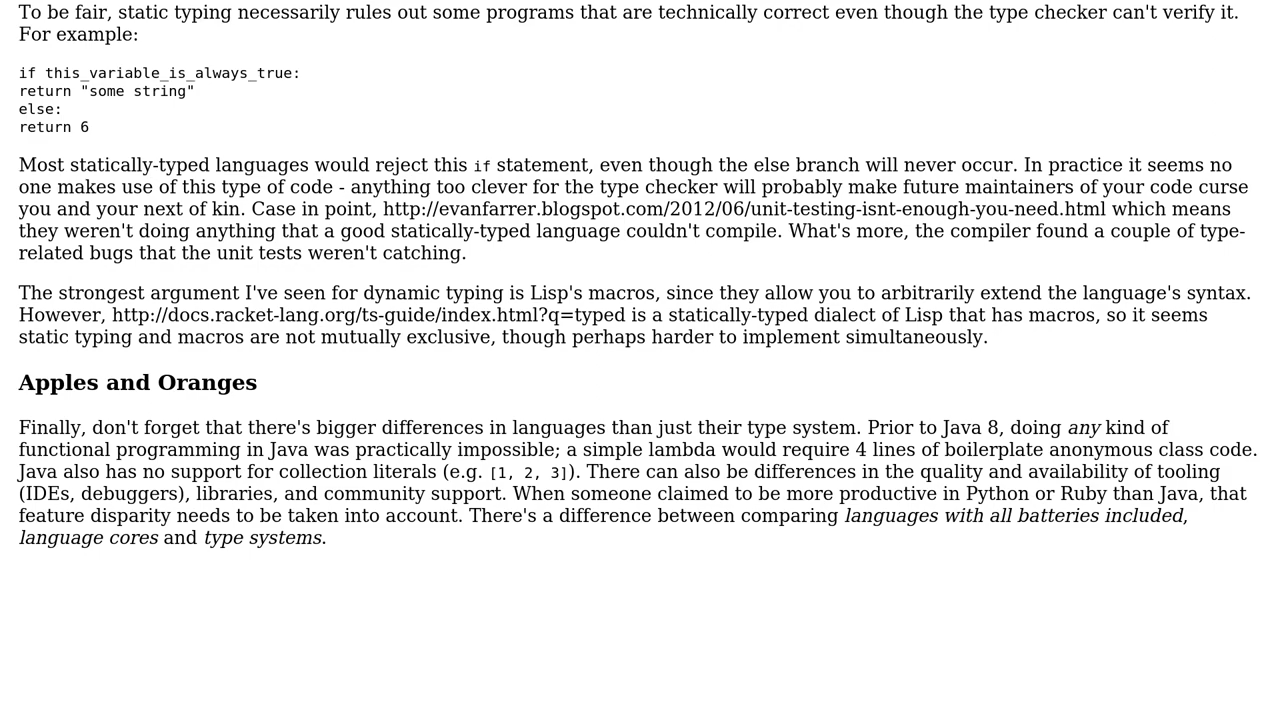 To be fair, static typing necessarily rules out some programs that are technically correct even though the type checker can't verify it.
For example:
if this_variable_is_always_true:
return "some string"
else:
return 6
Most statically-typed languages would reject this if statement, even though the else branch will never occur. In practice it seems no
one makes use of this type of code - anything too clever for the type checker will probably make future maintainers of your code curse
you and your next of kin. Case in point, http://evanfarrer.blogspot.com/2012/06/unit-testing-isnt-enough-you-need.html which means
they weren't doing anything that a good statically-typed language couldn't compile. What's more, the compiler found a couple of type-
related bugs that the unit tests weren't catching.
The strongest argument I've seen for dynamic typing is Lisp's macros, since they allow you to arbitrarily extend the language's syntax.
However, http://docs.racket-lang.org/ts-guide/index.html?q=typed is a statically-typed dialect of Lisp that has macros, so it seems
static typing and macros are not mutually exclusive, though perhaps harder to implement simultaneously.
Apples and Oranges
Finally, don't forget that there's bigger differences in languages than just their type system. Prior to Java 8, doing any kind of
functional programming in Java was practically impossible; a simple lambda would require 4 lines of boilerplate anonymous class code.
Java also has no support for collection literals (e.g. [1, 2, 3]). There can also be differences in the quality and availability of tooling
(IDEs, debuggers), libraries, and community support. When someone claimed to be more productive in Python or Ruby than Java, that
feature disparity needs to be taken into account. There's a difference between comparing languages with all batteries included,
language cores and type systems.